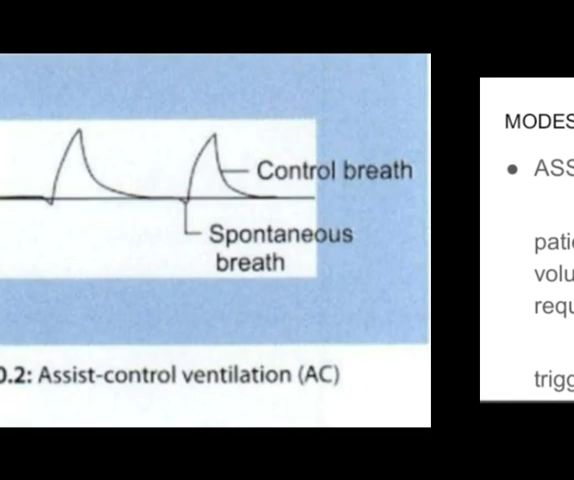 Control breath
Spontaneous
breath
0.2: Assist-control ventilation (AC)
MODES
● ASS
patie
volu
requ
trigg